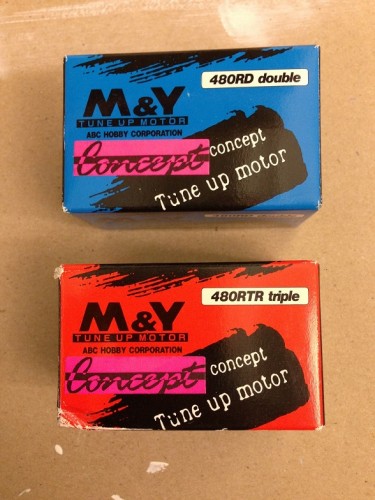 480RD double
M&Y
TUNE UP MOTOR
ABC HOBBY CORPORATION
Concept
concept
Tune up motor
480RTR triple
M&Y
TUNE UP MOTOR
ABC HOBBY CORPORATION
Concept
concept
Tune up motor